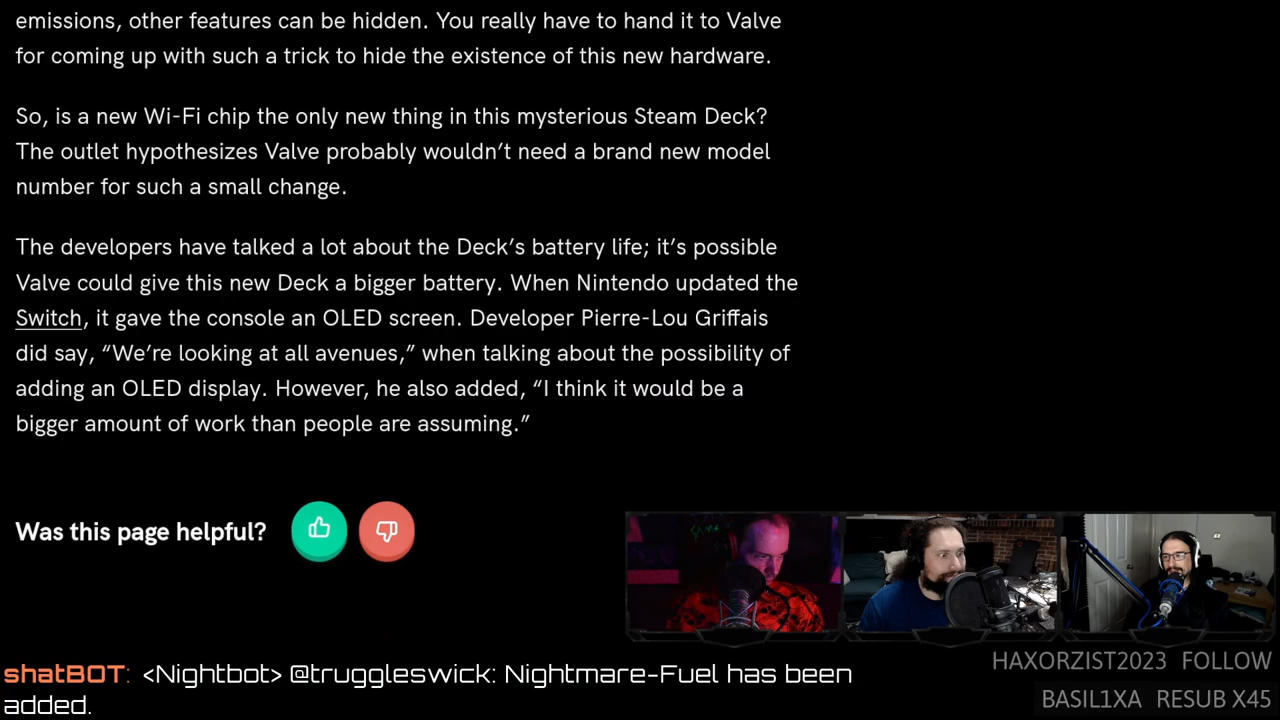 emissions, other features can be hidden. You really have to hand it to Valve
for coming up with such a trick to hide the existence of this new hardware.
So, is a new Wi-Fi chip the only new thing in this mysterious Steam Deck?
The outlet hypothesizes Valve probably wouldn’t need a brand new model
number for such a small change.
The developers have talked a lot about the Deck’s battery life; it’s possible
Valve could give this new Deck a bigger battery. When Nintendo updated the
Switch, it gave the console an OLED screen. Developer Pierre-Lou Griffais
did say, “We’re looking at all avenues,” when talking about the possibility of
adding an OLED display. However, he also added, “I think it would be a
bigger amount of work than people are assuming.”
Was this page helpful?
shatBOT: <Nightbot> @truggleswick: Nightmare-Fuel has been
added.
HAXORZIST2023 FOLLOW
BASIL1XA RESUB X45